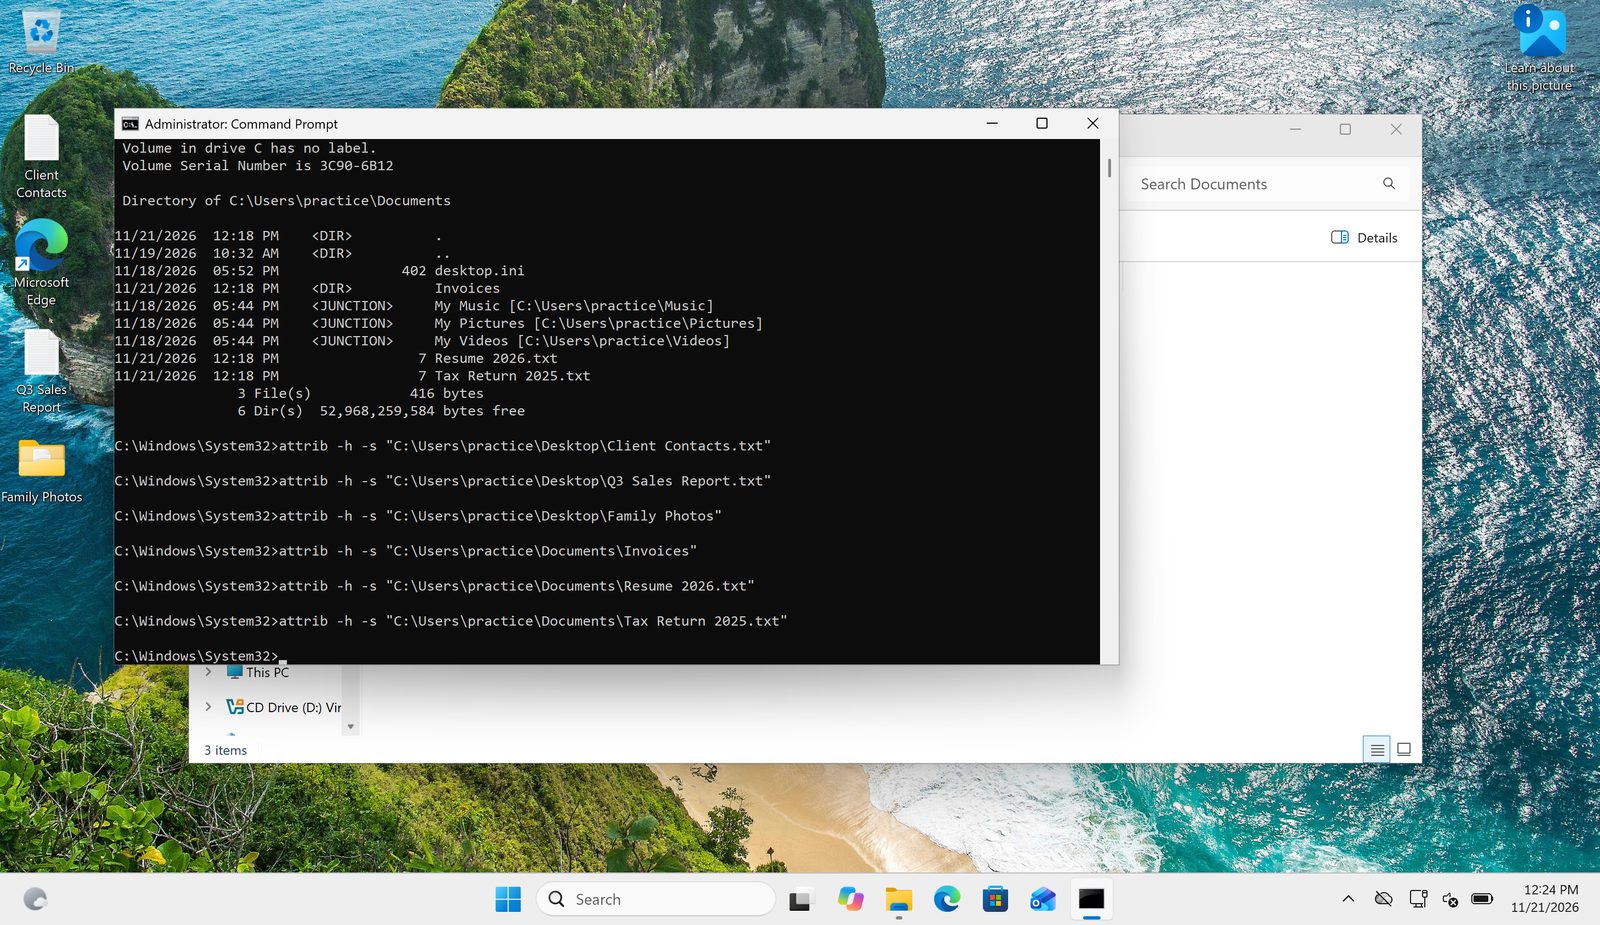 Recycle Bin
Client
Contacts
Microsoft
Edge
Q3 Sales
Report
Family Photos
Learn about
this picture
Administrator: Command Prompt
Volume in drive C has no label.
Volume Serial Number is 3C90-6B12
Directory of C:\Users\practice\Documents
11/21/2026  12:18 PM    <DIR>          .
11/19/2026  10:32 AM    <DIR>          ..
11/18/2026  05:52 PM               402 desktop.ini
11/21/2026  12:18 PM    <DIR>          Invoices
11/18/2026  05:44 PM    <JUNCTION>     My Music [C:\Users\practice\Music]
11/18/2026  05:44 PM    <JUNCTION>     My Pictures [C:\Users\practice\Pictures]
11/18/2026  05:44 PM    <JUNCTION>     My Videos [C:\Users\practice\Videos]
11/21/2026  12:18 PM                 7 Resume 2026.txt
11/21/2026  12:18 PM                 7 Tax Return 2025.txt
3 File(s)            416 bytes
6 Dir(s)  52,968,259,584 bytes free
C:\Windows\System32>attrib -h -s "C:\Users\practice\Desktop\Client Contacts.txt"
C:\Windows\System32>attrib -h -s "C:\Users\practice\Desktop\Q3 Sales Report.txt"
C:\Windows\System32>attrib -h -s "C:\Users\practice\Desktop\Family Photos"
C:\Windows\System32>attrib -h -s "C:\Users\practice\Documents\Invoices"
C:\Windows\System32>attrib -h -s "C:\Users\practice\Documents\Resume 2026.txt"
C:\Windows\System32>attrib -h -s "C:\Users\practice\Documents\Tax Return 2025.txt"
C:\Windows\System32>
Search Documents
Details
This PC
CD Drive (D:) Vir
3 items
Search
12:24 PM
11/21/2026